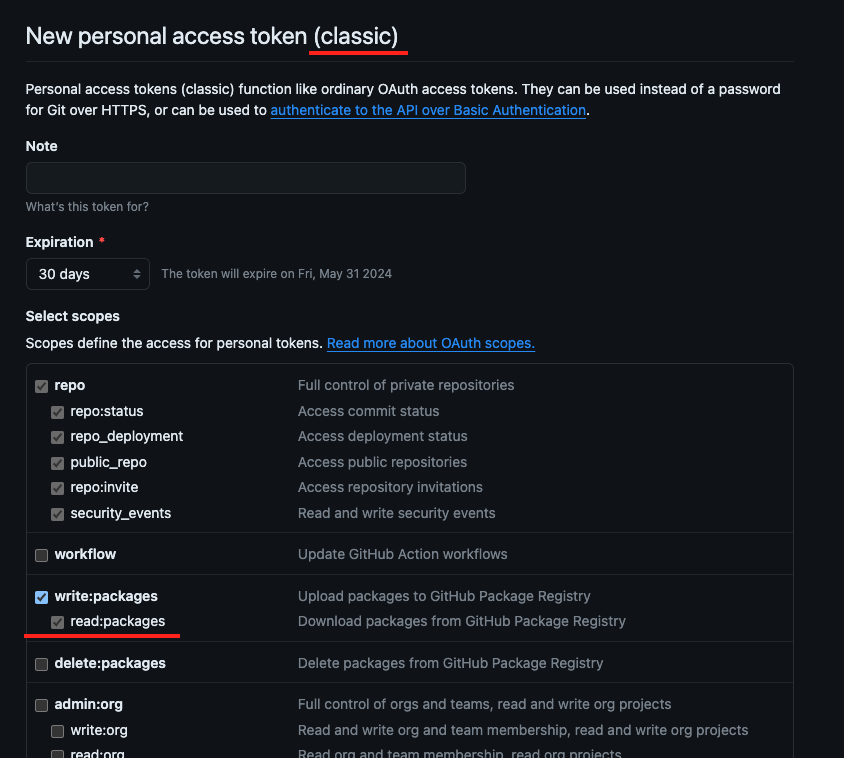 New personal access token (classic)
Personal access tokens (classic) function like ordinary OAuth access tokens. They can be used instead of a password
for Git over HTTPS, or can be used to authenticate to the API over Basic Authentication.
Note
What's this token for?
Expiration *
30 days The token will expire on Fri, May 31 2024
Select scopes
Scopes define the access for personal tokens. Read more about OAuth scopes.
repo Full control of private repositories
repo:status Access commit status
repo_deployment Access deployment status
public_repo Access public repositories
repo:invite Access repository invitations
security_events Read and write security events
workflow Update GitHub Action workflows
write:packages Upload packages to GitHub Package Registry
read:packages Download packages from GitHub Package Registry
delete:packages Delete packages from GitHub Package Registry
admin:org Full control of orgs and teams, read and write org projects
write:org Read and write org and team membership, read and write org projects
read:org Read org and team membership, read org projects